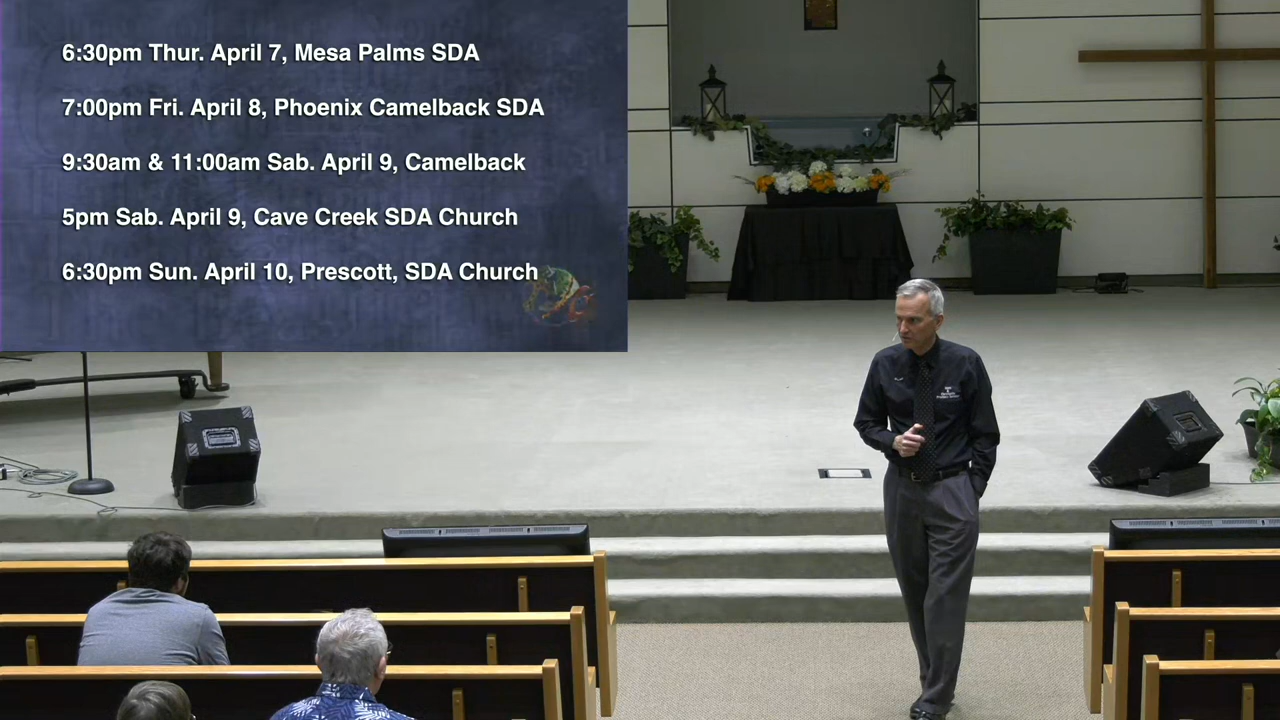 6:30pm Thur. April 7, Mesa Palms SDA
7:00pm Fri. April 8, Phoenix Camelback SDA
9:30am & 11:00am Sab. April 9, Camelback
5pm Sab. April 9, Cave Creek SDA Church
6:30pm Sun. April 10, Prescott, SDA Church